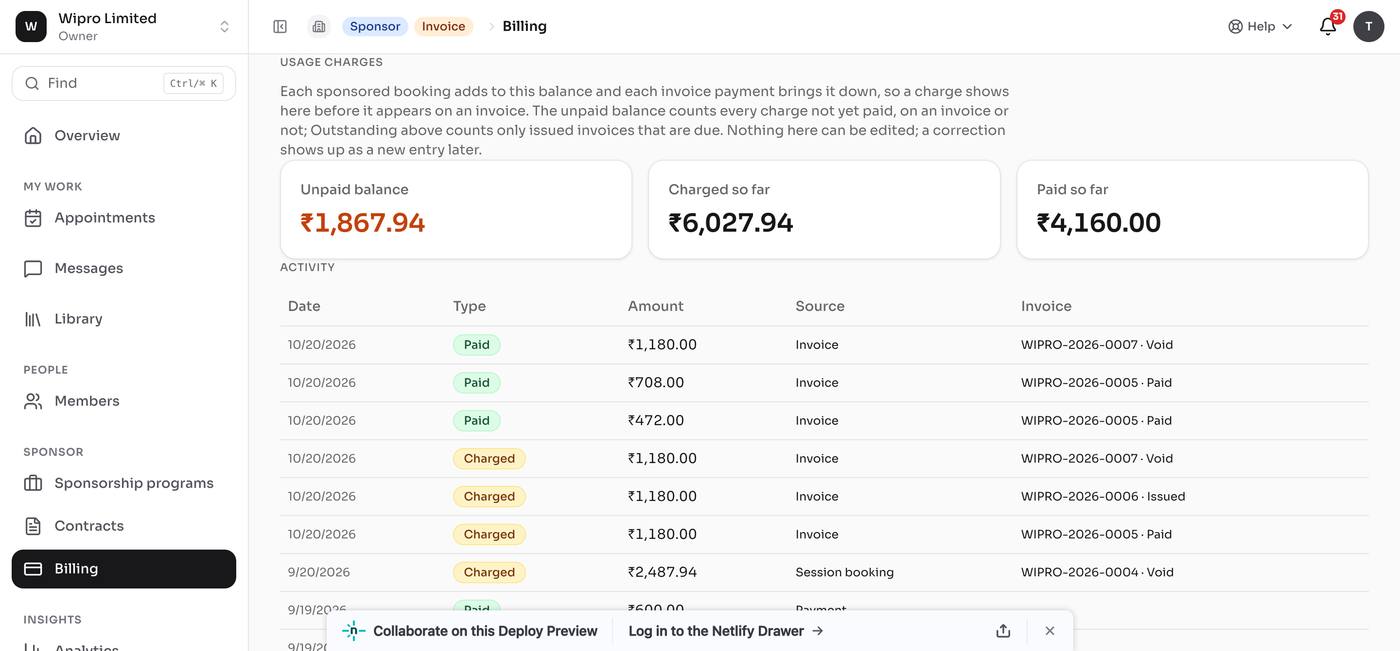 W
Wipro Limited
Owner
Sponsor
Invoice
Billing
Help
31
T
Find
Ctrl/⌘ K
Overview
MY WORK
Appointments
Messages
Library
PEOPLE
Members
SPONSOR
Sponsorship programs
Contracts
Billing
INSIGHTS
Analytics
USAGE CHARGES
Each sponsored booking adds to this balance and each invoice payment brings it down, so a charge shows
here before it appears on an invoice. The unpaid balance counts every charge not yet paid, on an invoice or
not; Outstanding above counts only issued invoices that are due. Nothing here can be edited; a correction
shows up as a new entry later.
Unpaid balance
₹1,867.94
Charged so far
₹6,027.94
Paid so far
₹4,160.00
ACTIVITY
Date Type Amount Source Invoice
10/20/2026 Paid ₹1,180.00 Invoice WIPRO-2026-0007 · Void
10/20/2026 Paid ₹708.00 Invoice WIPRO-2026-0005 · Paid
10/20/2026 Paid ₹472.00 Invoice WIPRO-2026-0005 · Paid
10/20/2026 Charged ₹1,180.00 Invoice WIPRO-2026-0007 · Void
10/20/2026 Charged ₹1,180.00 Invoice WIPRO-2026-0006 · Issued
10/20/2026 Charged ₹1,180.00 Invoice WIPRO-2026-0005 · Paid
9/20/2026 Charged ₹2,487.94 Session booking WIPRO-2026-0004 · Void
9/19/2026 Paid ₹600.00 Payment
Collaborate on this Deploy Preview
Log in to the Netlify Drawer →